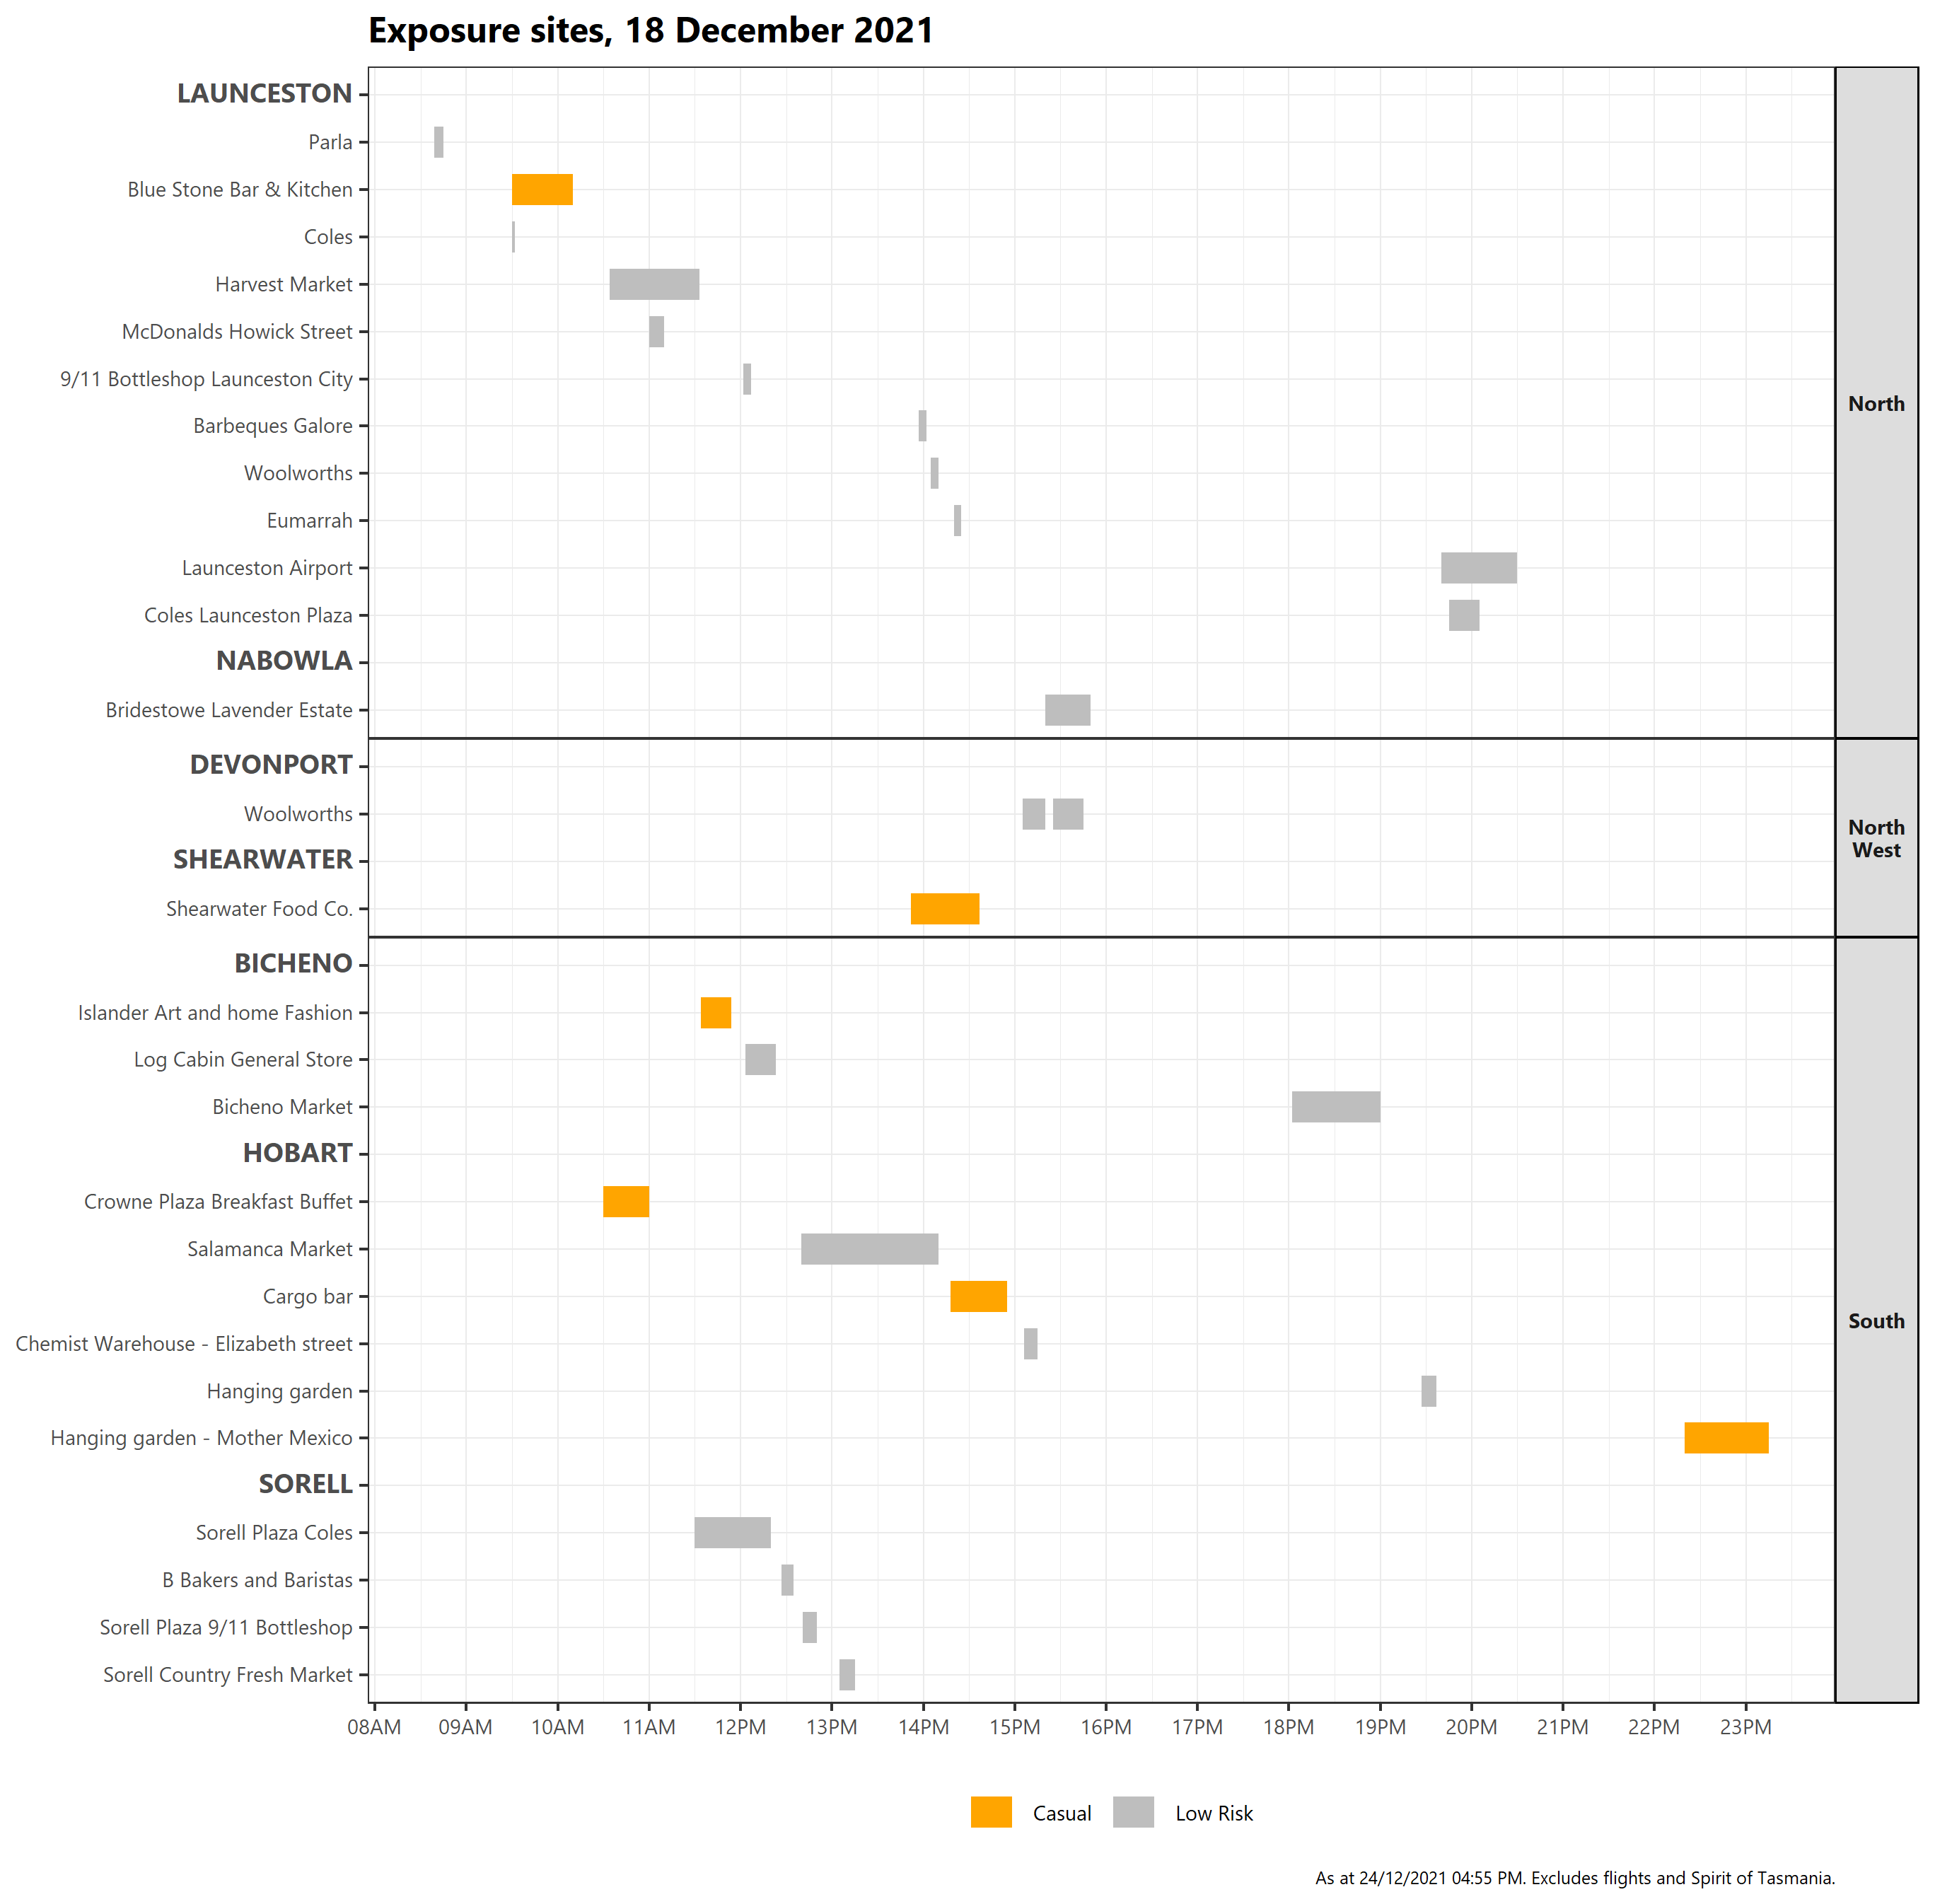 Exposure sites, 18 December 2021
LAUNCESTON
Parla
Blue Stone Bar & Kitchen
Coles
Harvest Market
McDonalds Howick Street
9/11 Bottleshop Launceston City
Barbeques Galore
Woolworths
Eumarrah
Launceston Airport
Coles Launceston Plaza
NABOWLA
Bridestowe Lavender Estate
North
DEVONPORT
Woolworths
SHEARWATER
Shearwater Food Co.
North
West
BICHENO
Islander Art and home Fashion
Log Cabin General Store
Bicheno Market
HOBART
Crowne Plaza Breakfast Buffet
Salamanca Market
Cargo bar
Chemist Warehouse - Elizabeth street
Hanging garden
Hanging garden - Mother Mexico
SORELL
Sorell Plaza Coles
B Bakers and Baristas
Sorell Plaza 9/11 Bottleshop
Sorell Country Fresh Market
South
08AM 09AM 10AM 11AM 12PM 13PM 14PM 15PM 16PM 17PM 18PM 19PM 20PM 21PM 22PM 23PM
Casual Low Risk
As at 24/12/2021 04:55 PM. Excludes flights and Spirit of Tasmania.